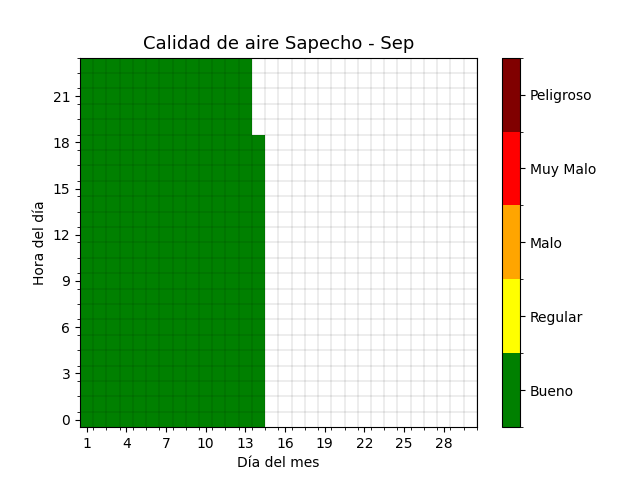 Calidad de aire Sapecho - Sep
Hora del día
21
18
15
12
9
6
3
0
1 4 7 10 13 16 19 22 25 28
Día del mes
Peligroso
Muy Malo
Malo
Regular
Bueno